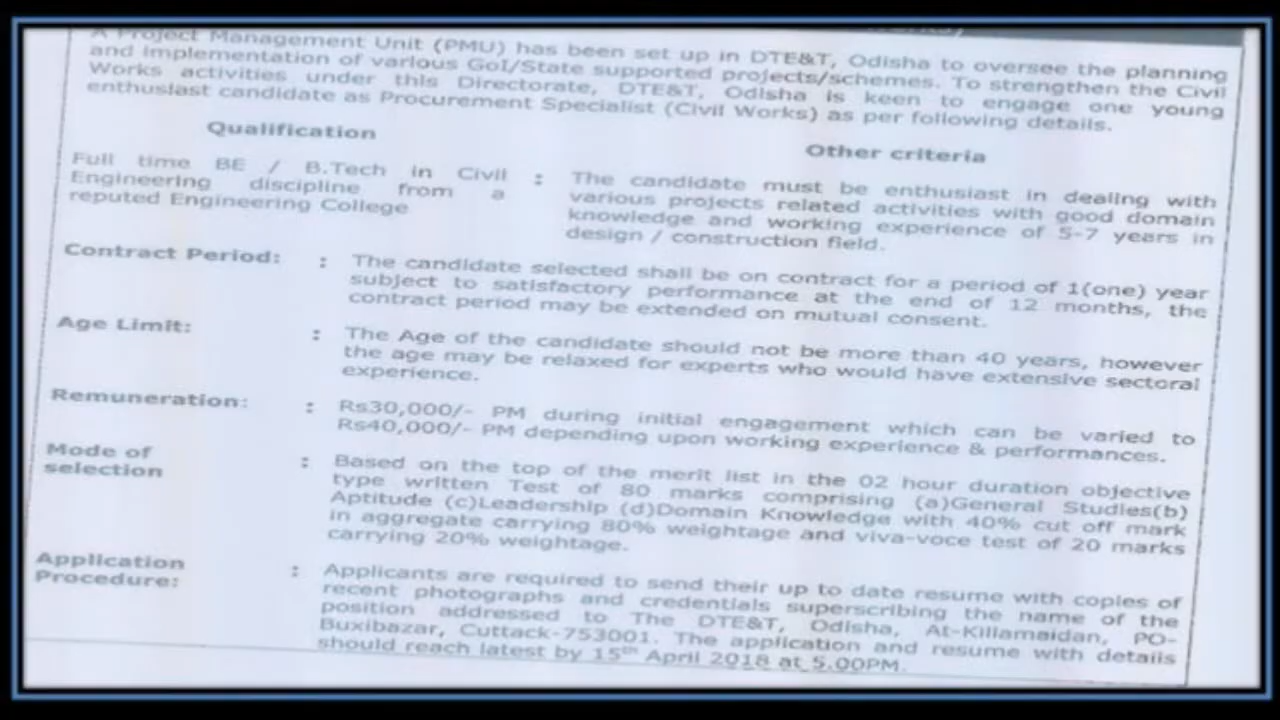 A Project Management Unit (PMU) has been set up in DTE&T, Odisha to oversee the planning
and implementation of various GoI/State supported projects/schemes. To strengthen the Civil
Works activities under this Directorate, DTE&T, Odisha is keen to engage one young
enthusiast candidate as Procurement Specialist (Civil Works) as per following details.
Qualification
Other criteria
Full time BE / B.Tech in Civil
Engineering discipline from a
reputed Engineering College
: The candidate must be enthusiast in dealing with
various projects related activities with good domain
knowledge and working experience of 5-7 years in
design / construction field.
Contract Period: : The candidate selected shall be on contract for a period of 1(one) year
subject to satisfactory performance at the end of 12 months, the
contract period may be extended on mutual consent.
Age Limit: : The Age of the candidate should not be more than 40 years, however
the age may be relaxed for experts who would have extensive sectoral
experience.
Remuneration: : Rs30,000/- PM during initial engagement which can be varied to
Rs40,000/- PM depending upon working experience & performances.
Mode of
selection
: Based on the top of the merit list in the 02 hour duration objective
type written Test of 80 marks comprising (a)General Studies(b)
Aptitude (c)Leadership (d)Domain Knowledge with 40% cut off mark
in aggregate carrying 80% weightage and viva-voce test of 20 marks
carrying 20% weightage.
Application
Procedure:
: Applicants are required to send their up to date resume with copies of
recent photographs and credentials superscribing the name of the
position addressed to The DTE&T, Odisha, At-Killamaidan, PO-
Buxibazar, Cuttack-753001. The application and resume with details
should reach latest by 15th April 2018 at 5.00PM.